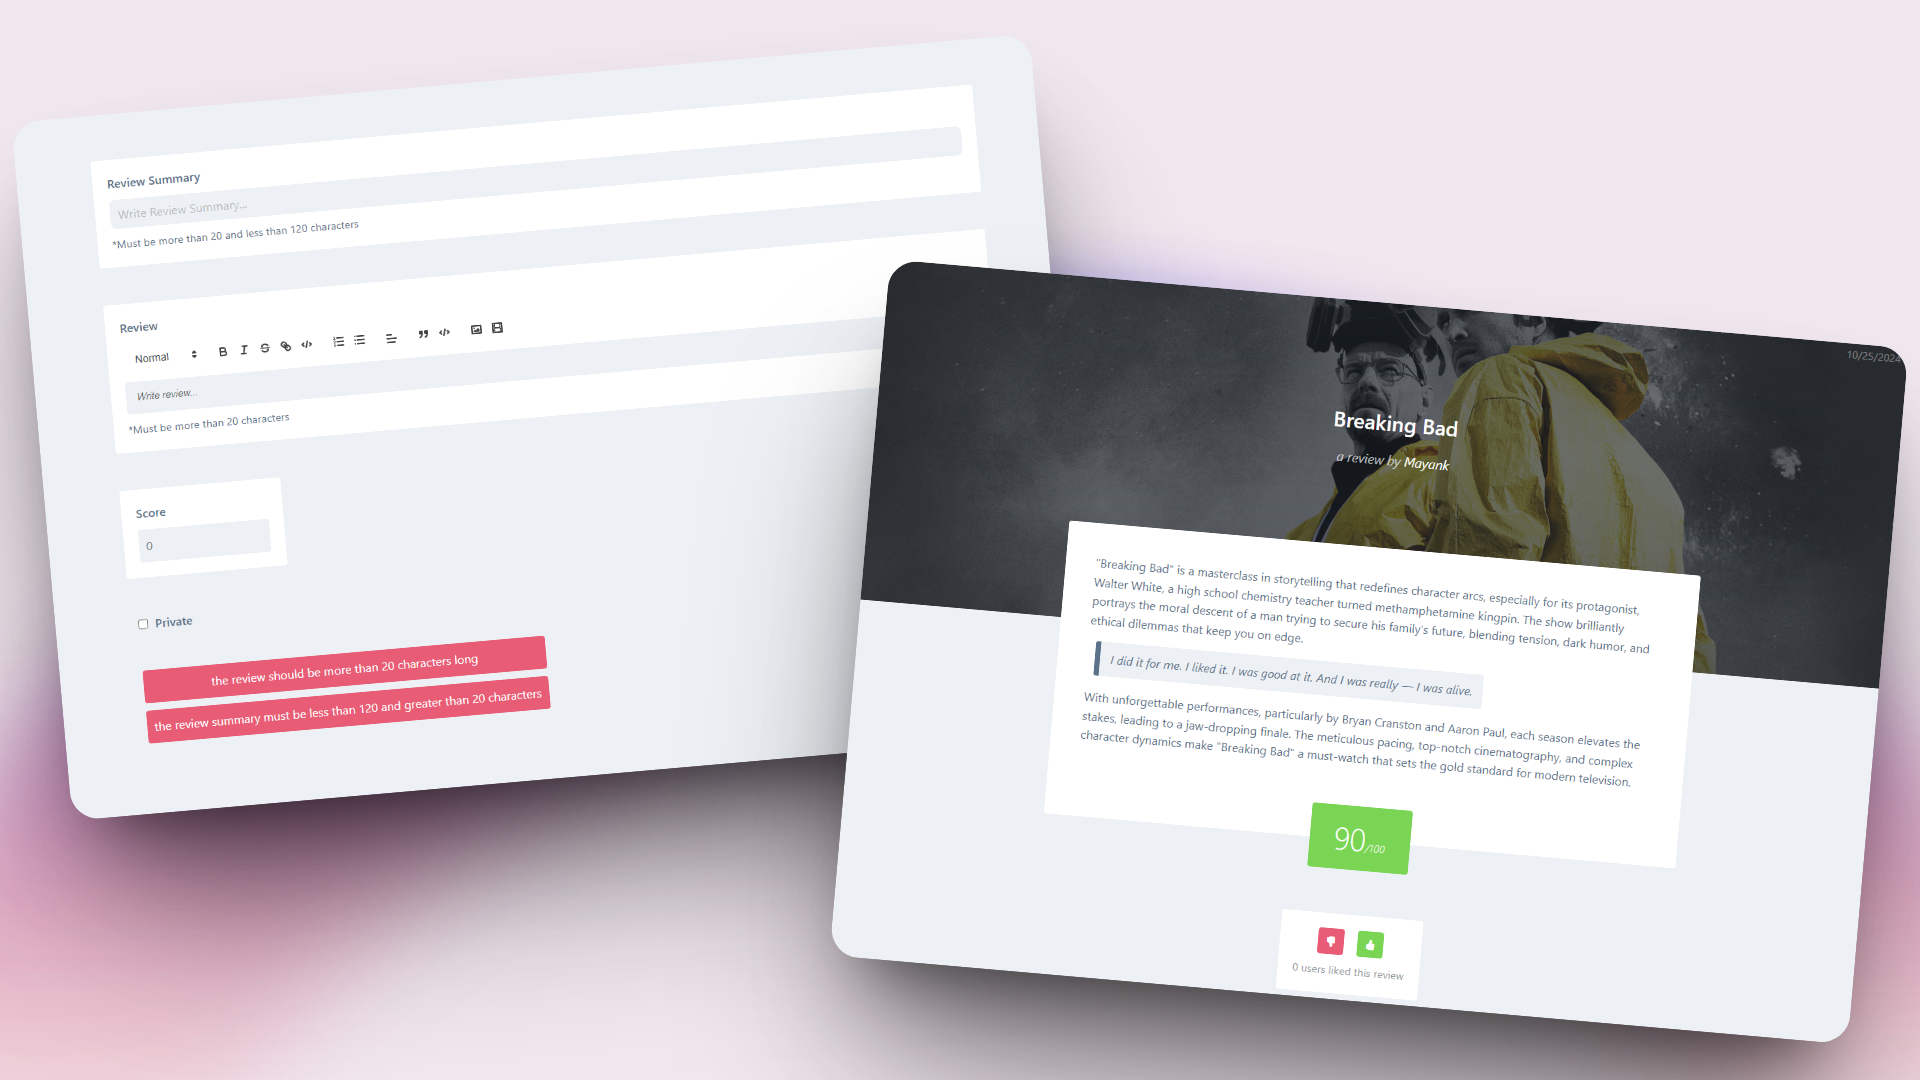 Review Summary
Write Review Summary...
*Must be more than 20 and less than 120 characters
Review
Normal
Write review...
*Must be more than 20 characters
Score
0
Private
the review should be more than 20 characters long
the review summary must be less than 120 and greater than 20 characters
10/25/2024
Breaking Bad
a review by Mayank
"Breaking Bad" is a masterclass in storytelling that redefines character arcs, especially for its protagonist,
Walter White, a high school chemistry teacher turned methamphetamine kingpin. The show brilliantly
portrays the moral descent of a man trying to secure his family's future, blending tension, dark humor, and
ethical dilemmas that keep you on edge.
I did it for me. I liked it. I was good at it. And I was really — I was alive.
With unforgettable performances, particularly by Bryan Cranston and Aaron Paul, each season elevates the
stakes, leading to a jaw-dropping finale. The meticulous pacing, top-notch cinematography, and complex
character dynamics make "Breaking Bad" a must-watch that sets the gold standard for modern television.
90/100
0 users liked this review